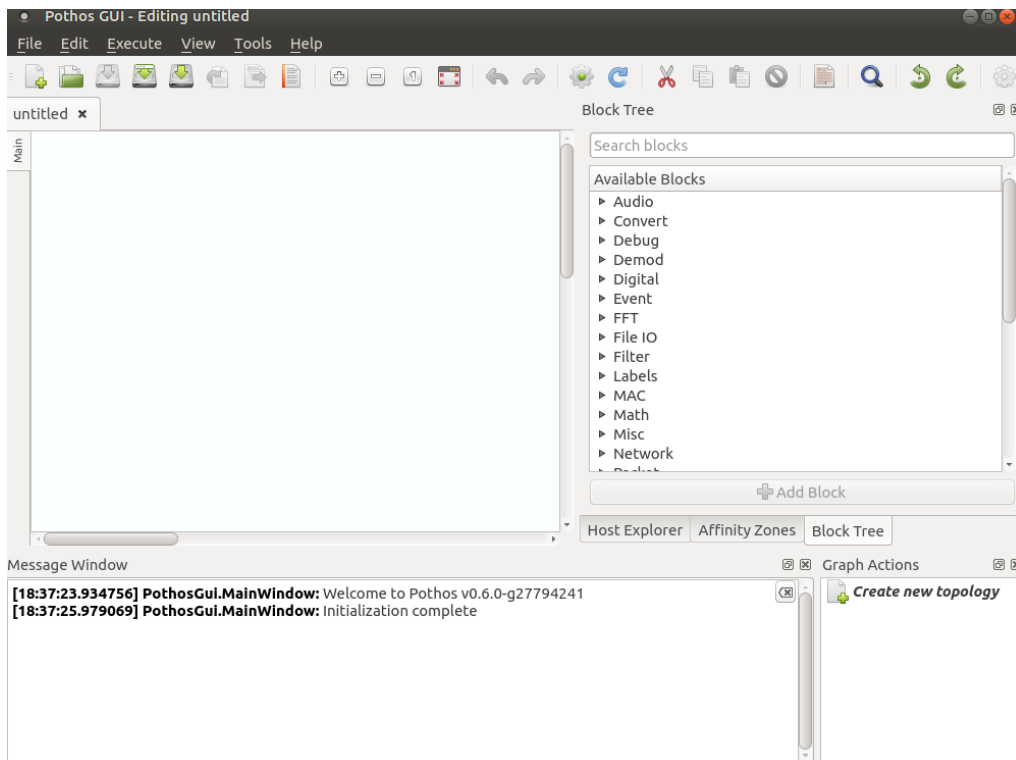 Pothos GUI - Editing untitled
File Edit Execute View Tools Help
untitled
Main
Block Tree
Search blocks
Available Blocks
Audio
Convert
Debug
Demod
Digital
Event
FFT
File IO
Filter
Labels
MAC
Math
Misc
Network
Add Block
Host Explorer Affinity Zones Block Tree
Message Window
[18:37:23.934756] PothosGui.MainWindow: Welcome to Pothos v0.6.0-g27794241
[18:37:25.979069] PothosGui.MainWindow: Initialization complete
Graph Actions
Create new topology